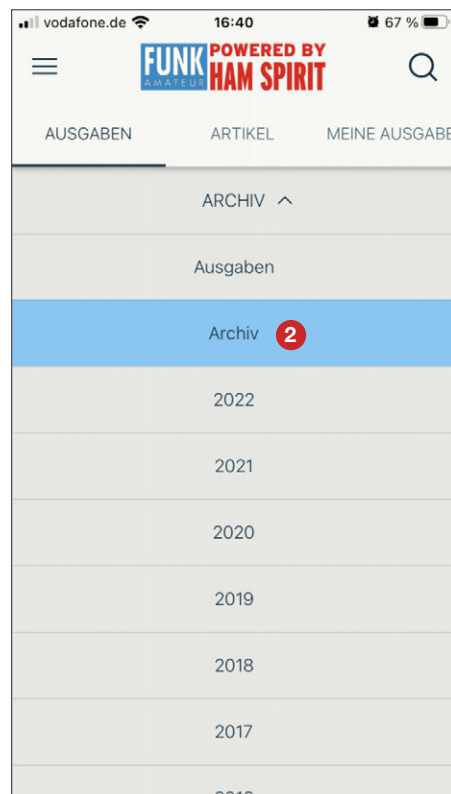 vodafone.de 16:40 67 %
FUNK AMATEUR POWERED BY HAM SPIRIT
AUSGABEN ARTIKEL MEINE AUSGABE
ARCHIV
Ausgaben
Archiv 2
2022
2021
2020
2019
2018
2017